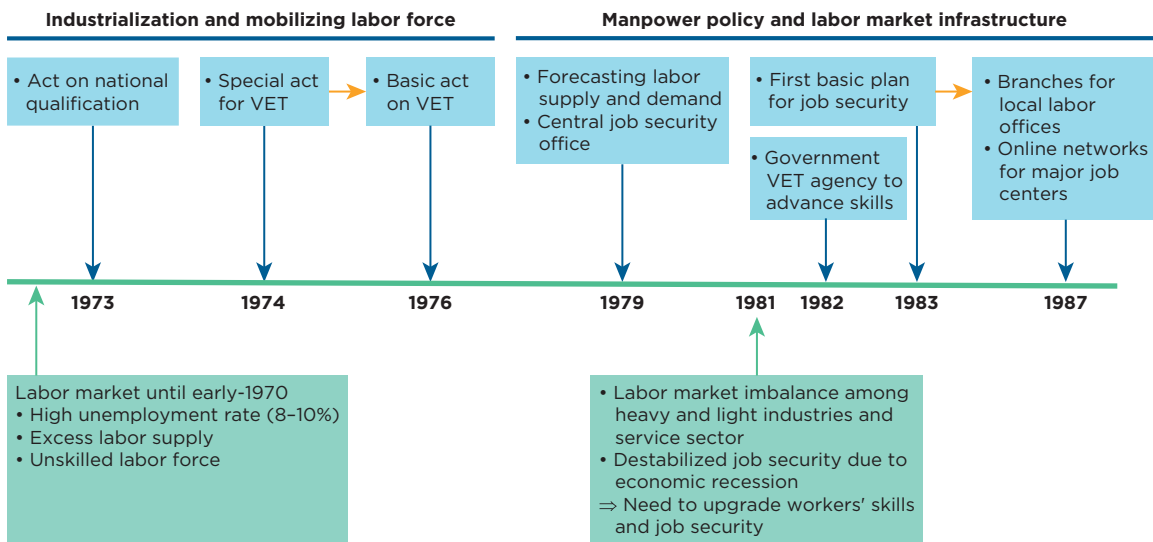 Industrialization and mobilizing labor force
Manpower policy and labor market infrastructure
• Act on national
qualification
• Special act
for VET
• Basic act
on VET
• Forecasting labor
supply and demand
• Central job security
office
• First basic plan
for job security
• Government
VET agency to
advance skills
• Branches for
local labor
offices
• Online networks
for major job
centers
1973
1974
1976
1979
1981
1982
1983
1987
Labor market until early-1970
• High unemployment rate (8–10%)
• Excess labor supply
• Unskilled labor force
• Labor market imbalance among
heavy and light industries and
service sector
• Destabilized job security due to
economic recession
⇒ Need to upgrade workers' skills
and job security